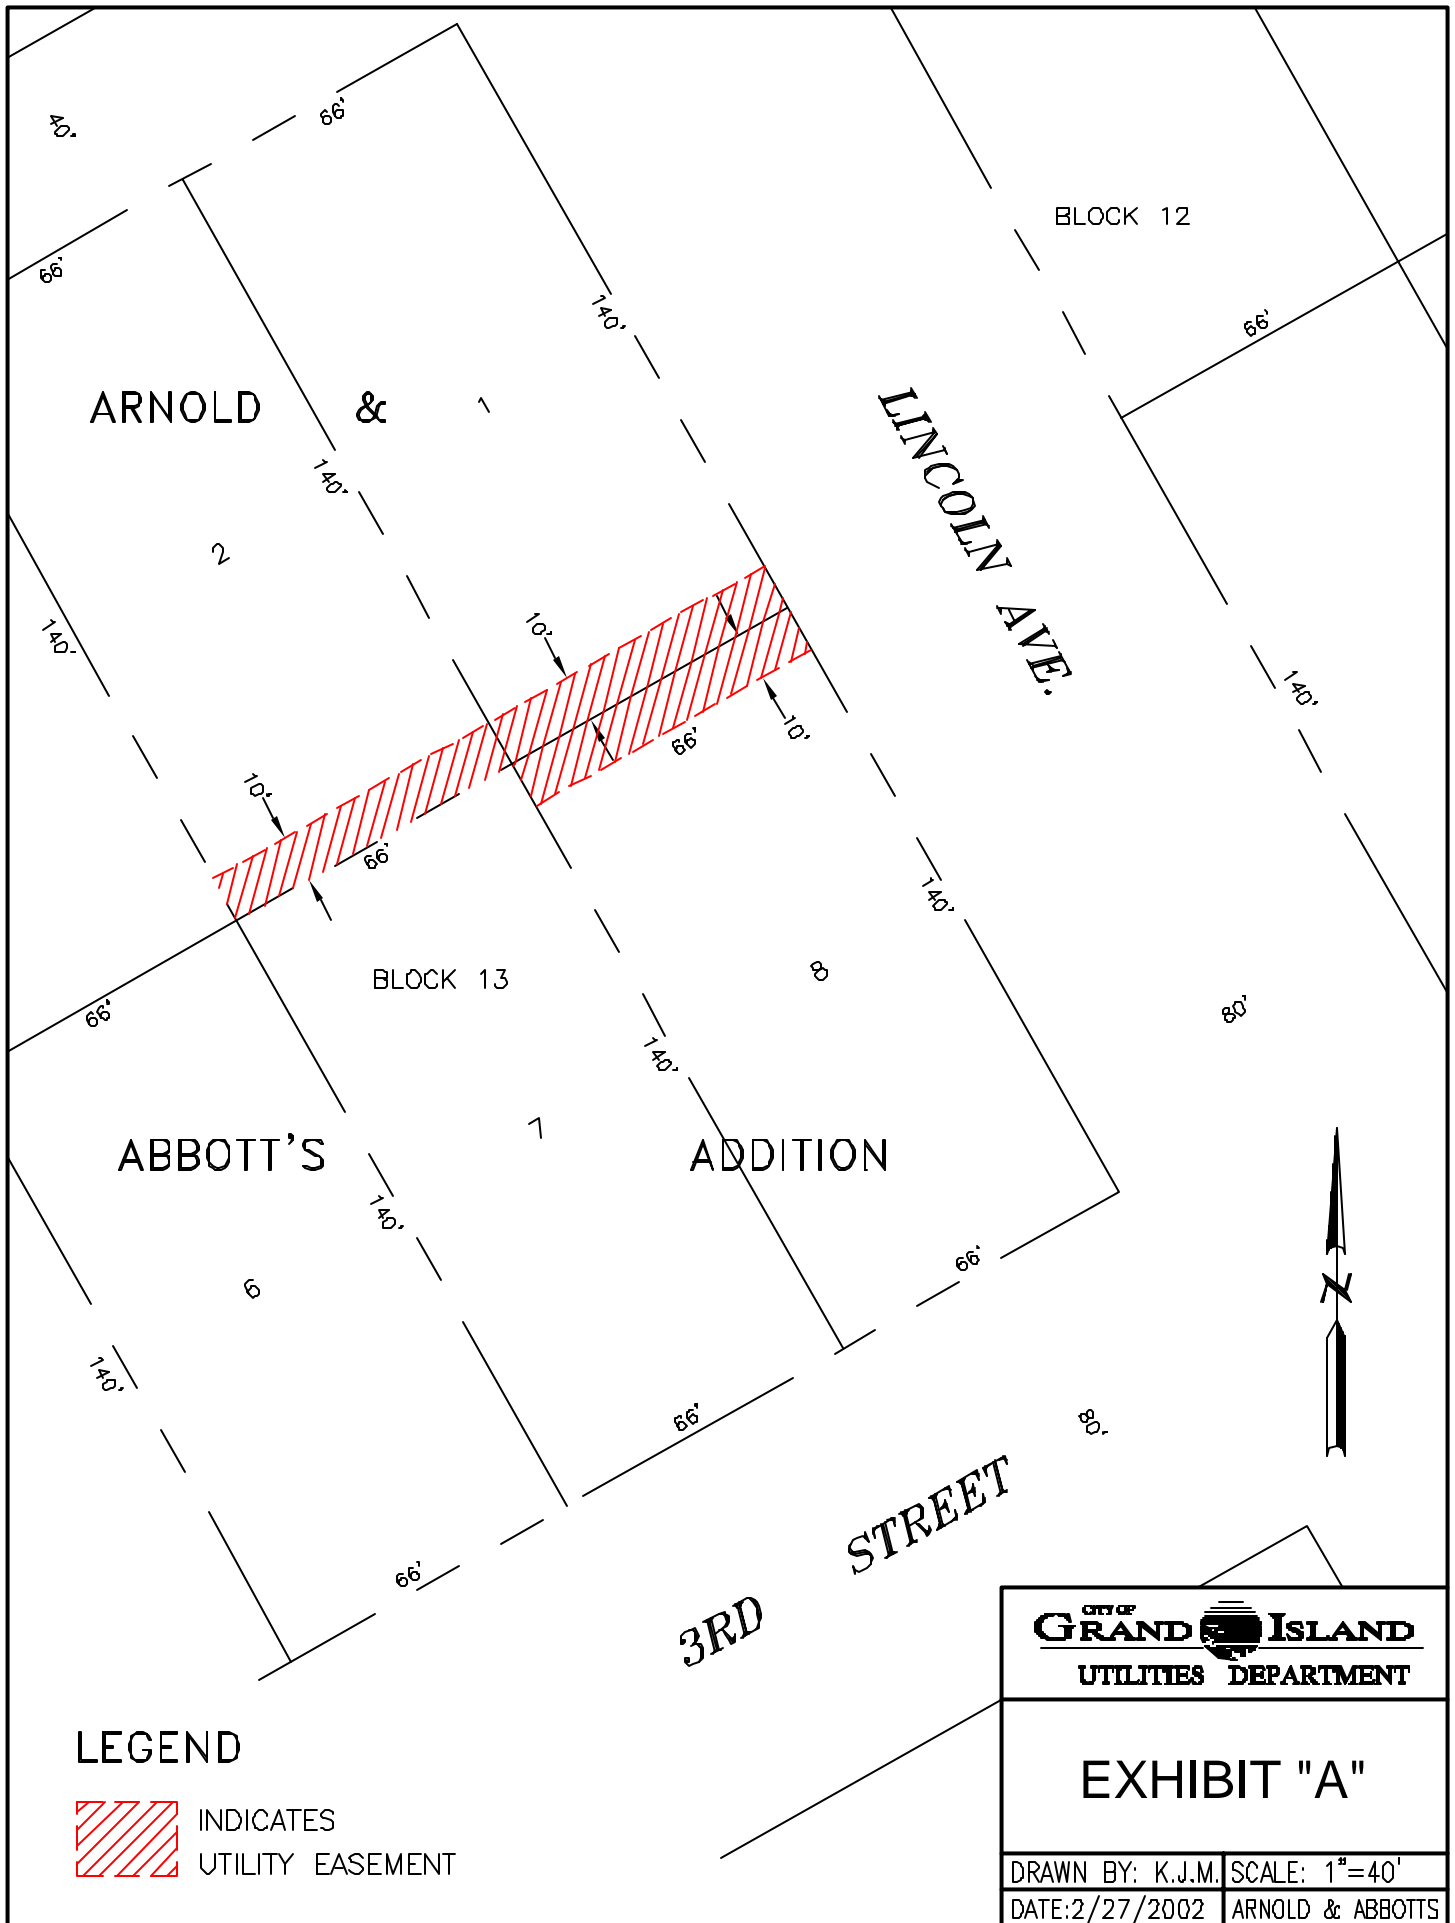 40'
66'
66'
BLOCK 12
66'
140'
ARNOLD & 1
LINCOLN AVE.
140'
2
140'
10'
140'
66'
10'
10'
66'
140'
BLOCK 13
8
66'
80'
140'
7
ABBOTT'S ADDITION
140'
66'
6
N
140'
66'
80'
STREET
66'
3RD
CITY OF
GRAND ISLAND
UTILITIES DEPARTMENT
LEGEND
EXHIBIT "A"
INDICATES
UTILITY EASEMENT
DRAWN BY: K.J.M. SCALE: 1"=40'
DATE:2/27/2002 ARNOLD & ABBOTTS